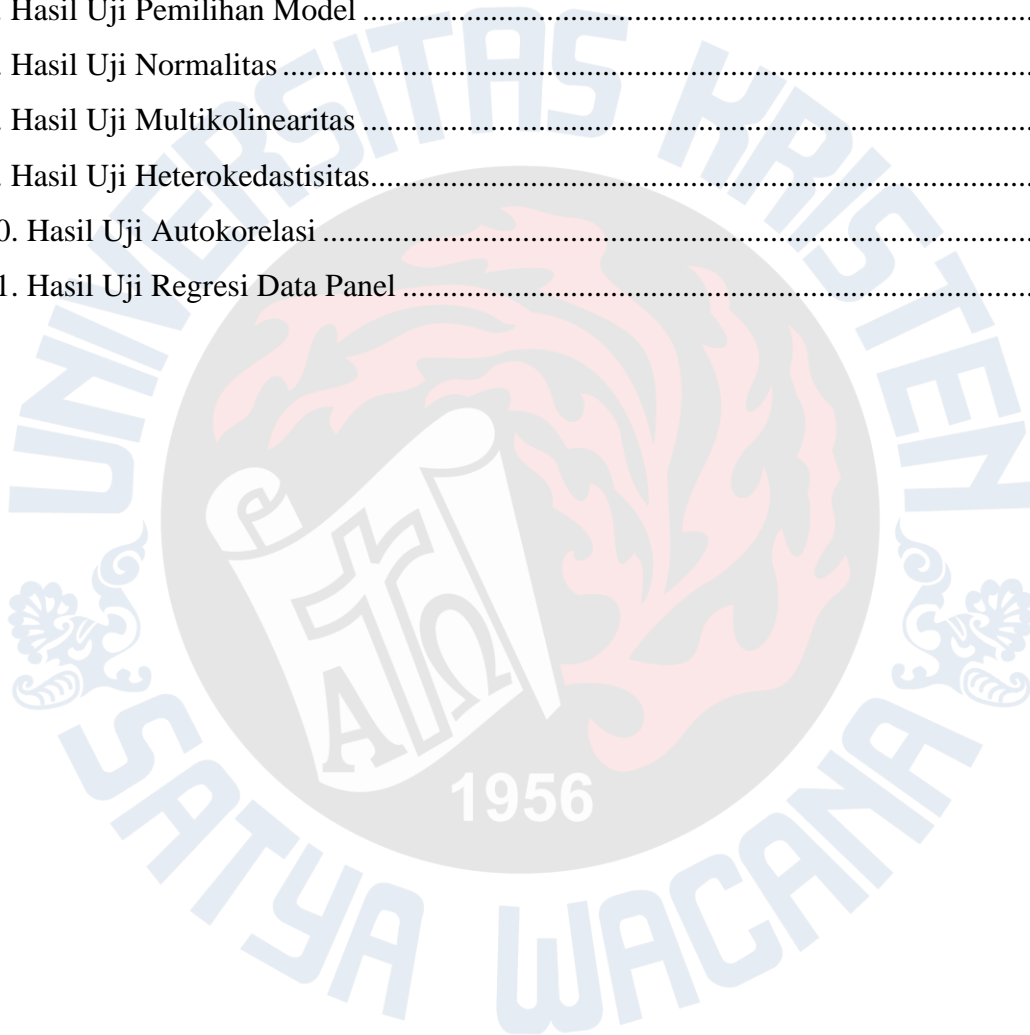 . Hasil Uji Pemilihan Model
. Hasil Uji Normalitas
. Hasil Uji Multikolinearitas
. Hasil Uji Heterokedastisitas
0. Hasil Uji Autokorelasi
1. Hasil Uji Regresi Data Panel
UNIVERSITAS KRISTEN
ΑΩ
1956
SATYA WACANA